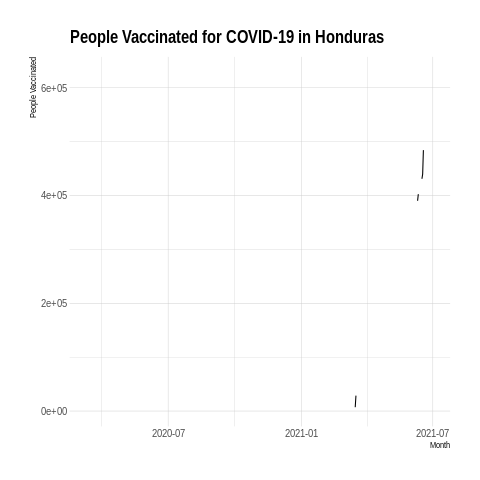 People Vaccinated for COVID-19 in Honduras
People Vaccinated
6e+05
4e+05
2e+05
0e+00
2020-07
2021-01
2021-07
Month